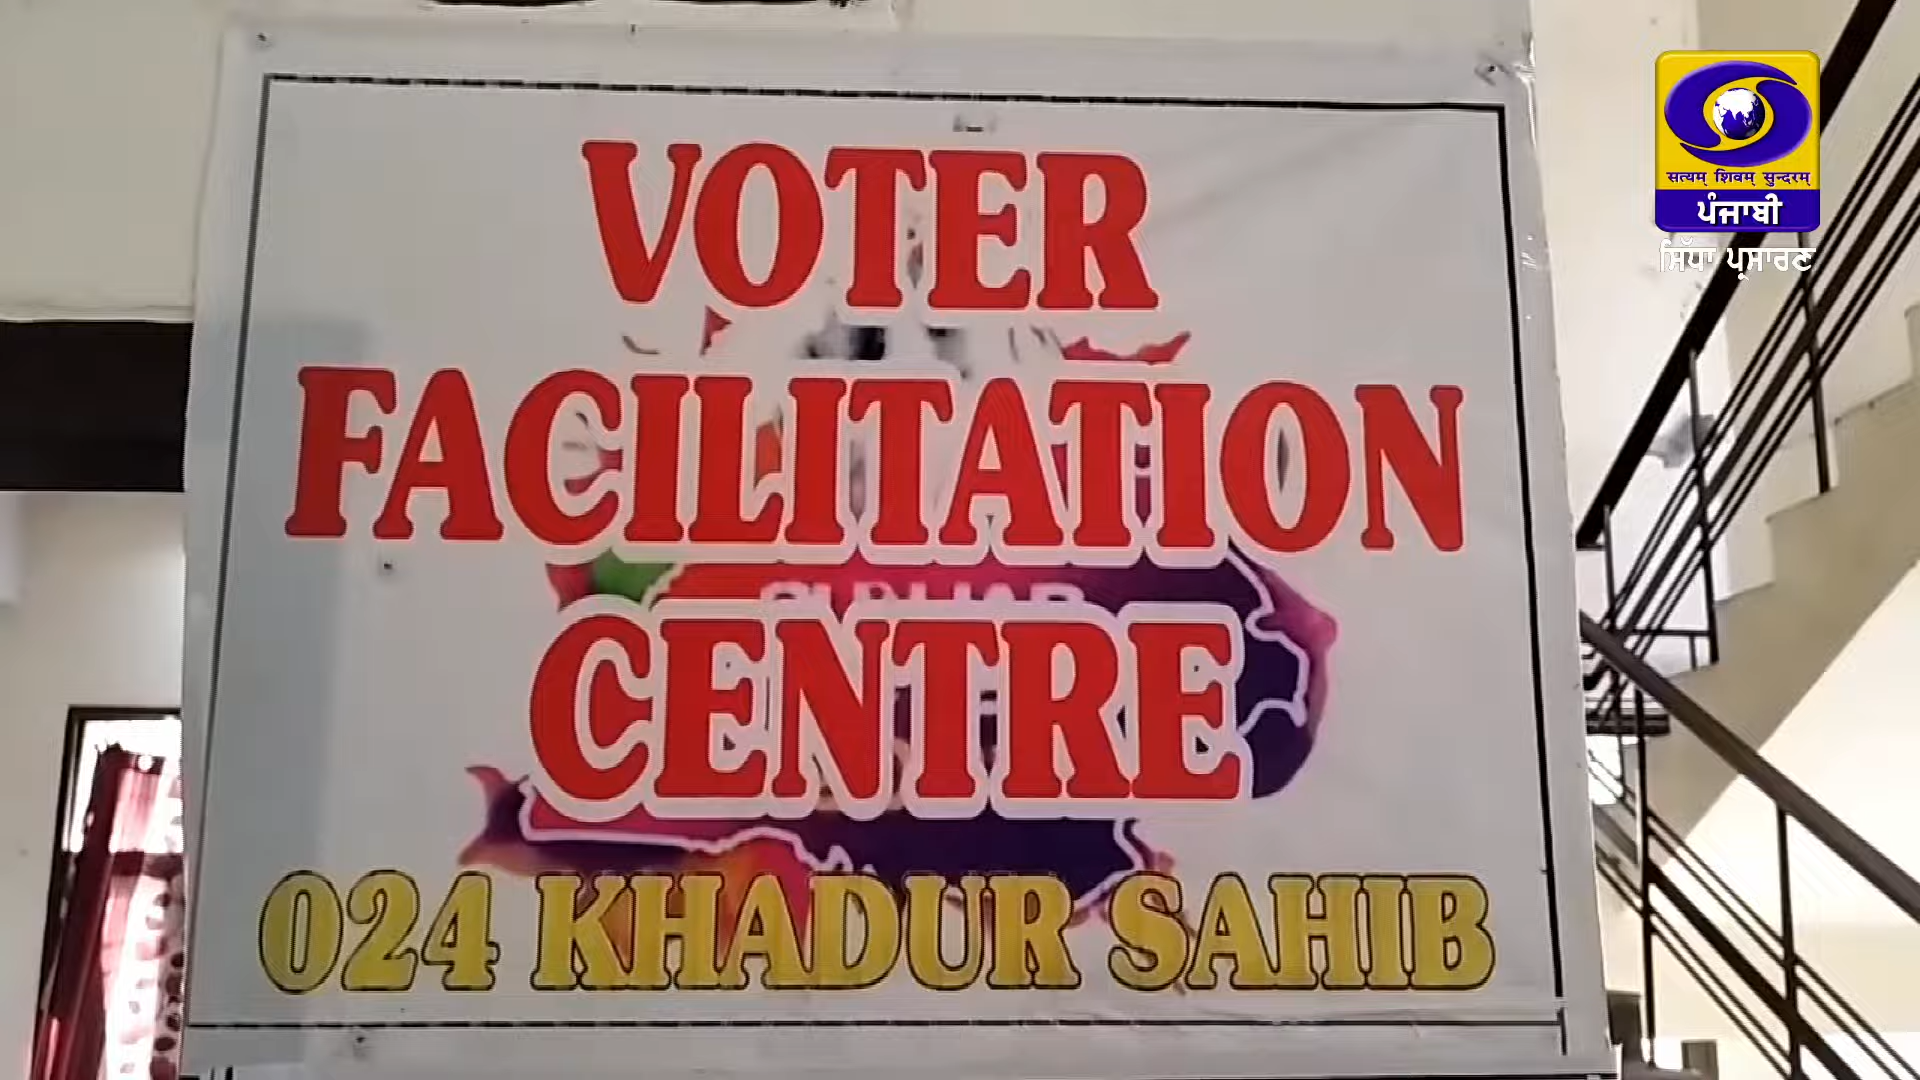 VOTER
FACILITATION
CENTRE
024 KHADUR SAHIB
सत्यम् शिवम् सुन्दरम्
ਪੰਜਾਬੀ
ਸਿੱਧਾ ਪ੍ਰਸਾਰਣ